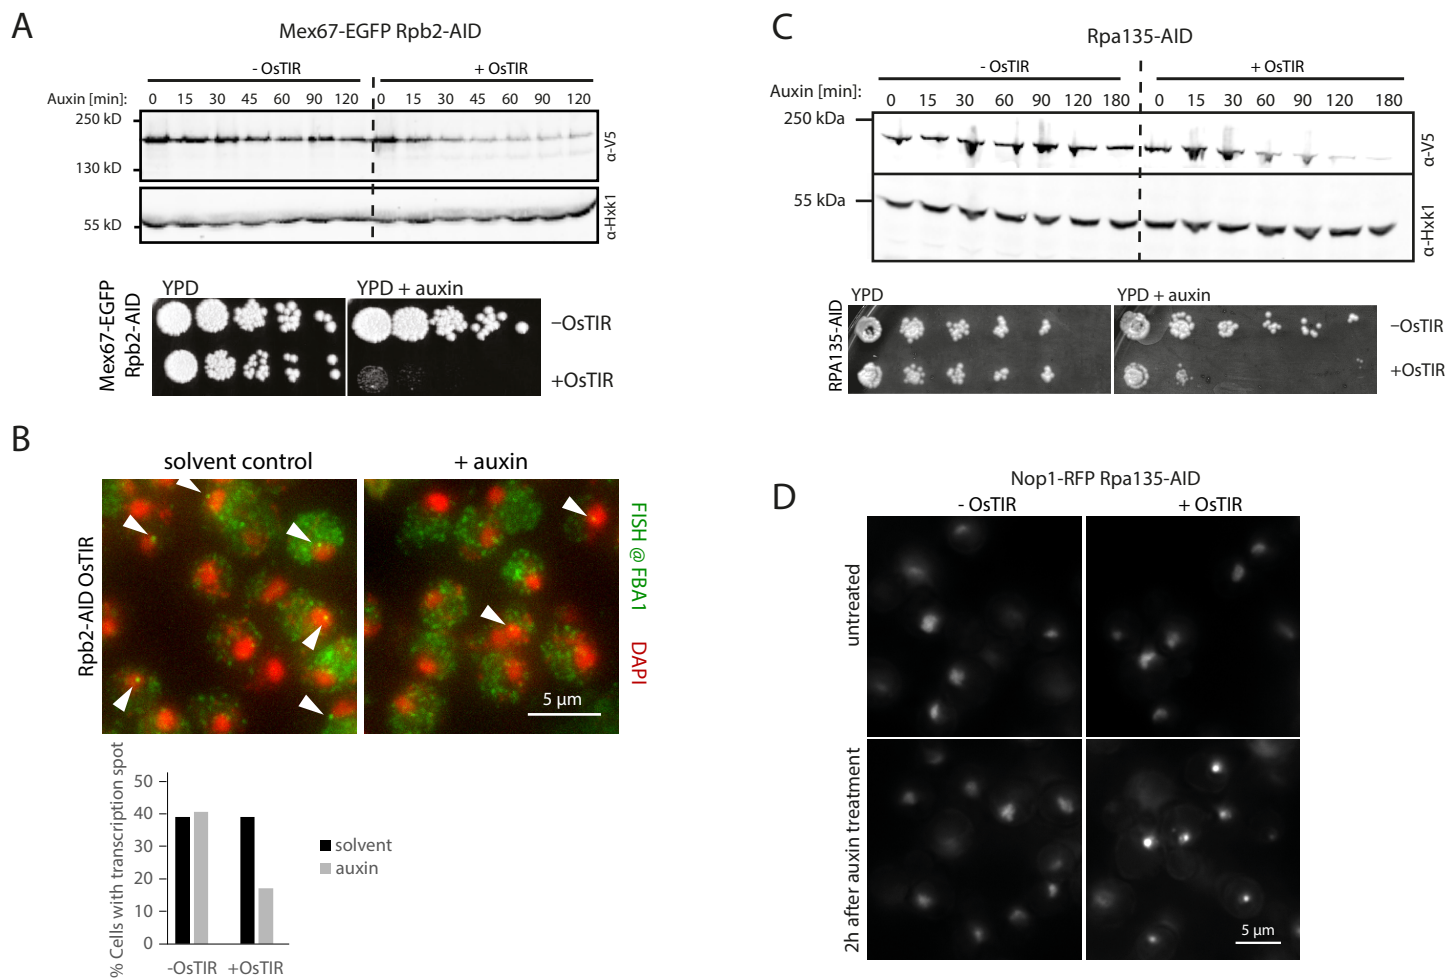 A
Mex67-EGFP Rpb2-AID
- OsTIR
+ OsTIR
Auxin [min]: 0 15 30 45 60 90 120 0 15 30 45 60 90 120
250 kD
130 kD
α-V5
55 kD
α-Hxk1
YPD
YPD + auxin
Mex67-EGFP
Rpb2-AID
−OsTIR
+OsTIR
B
solvent control
+ auxin
Rpb2-AID OsTIR
FISH @ FBA1
DAPI
5 µm
% Cells with transcription spot
50
40
30
20
10
0
-OsTIR +OsTIR
solvent
auxin
C
Rpa135-AID
- OsTIR
+ OsTIR
Auxin [min]: 0 15 30 60 90 120 180 0 15 30 60 90 120 180
250 kDa
α-V5
55 kDa
α-Hxk1
YPD
YPD + auxin
RPA135-AID
−OsTIR
+OsTIR
D
Nop1-RFP Rpa135-AID
- OsTIR
+ OsTIR
untreated
2h after auxin treatment
5 µm